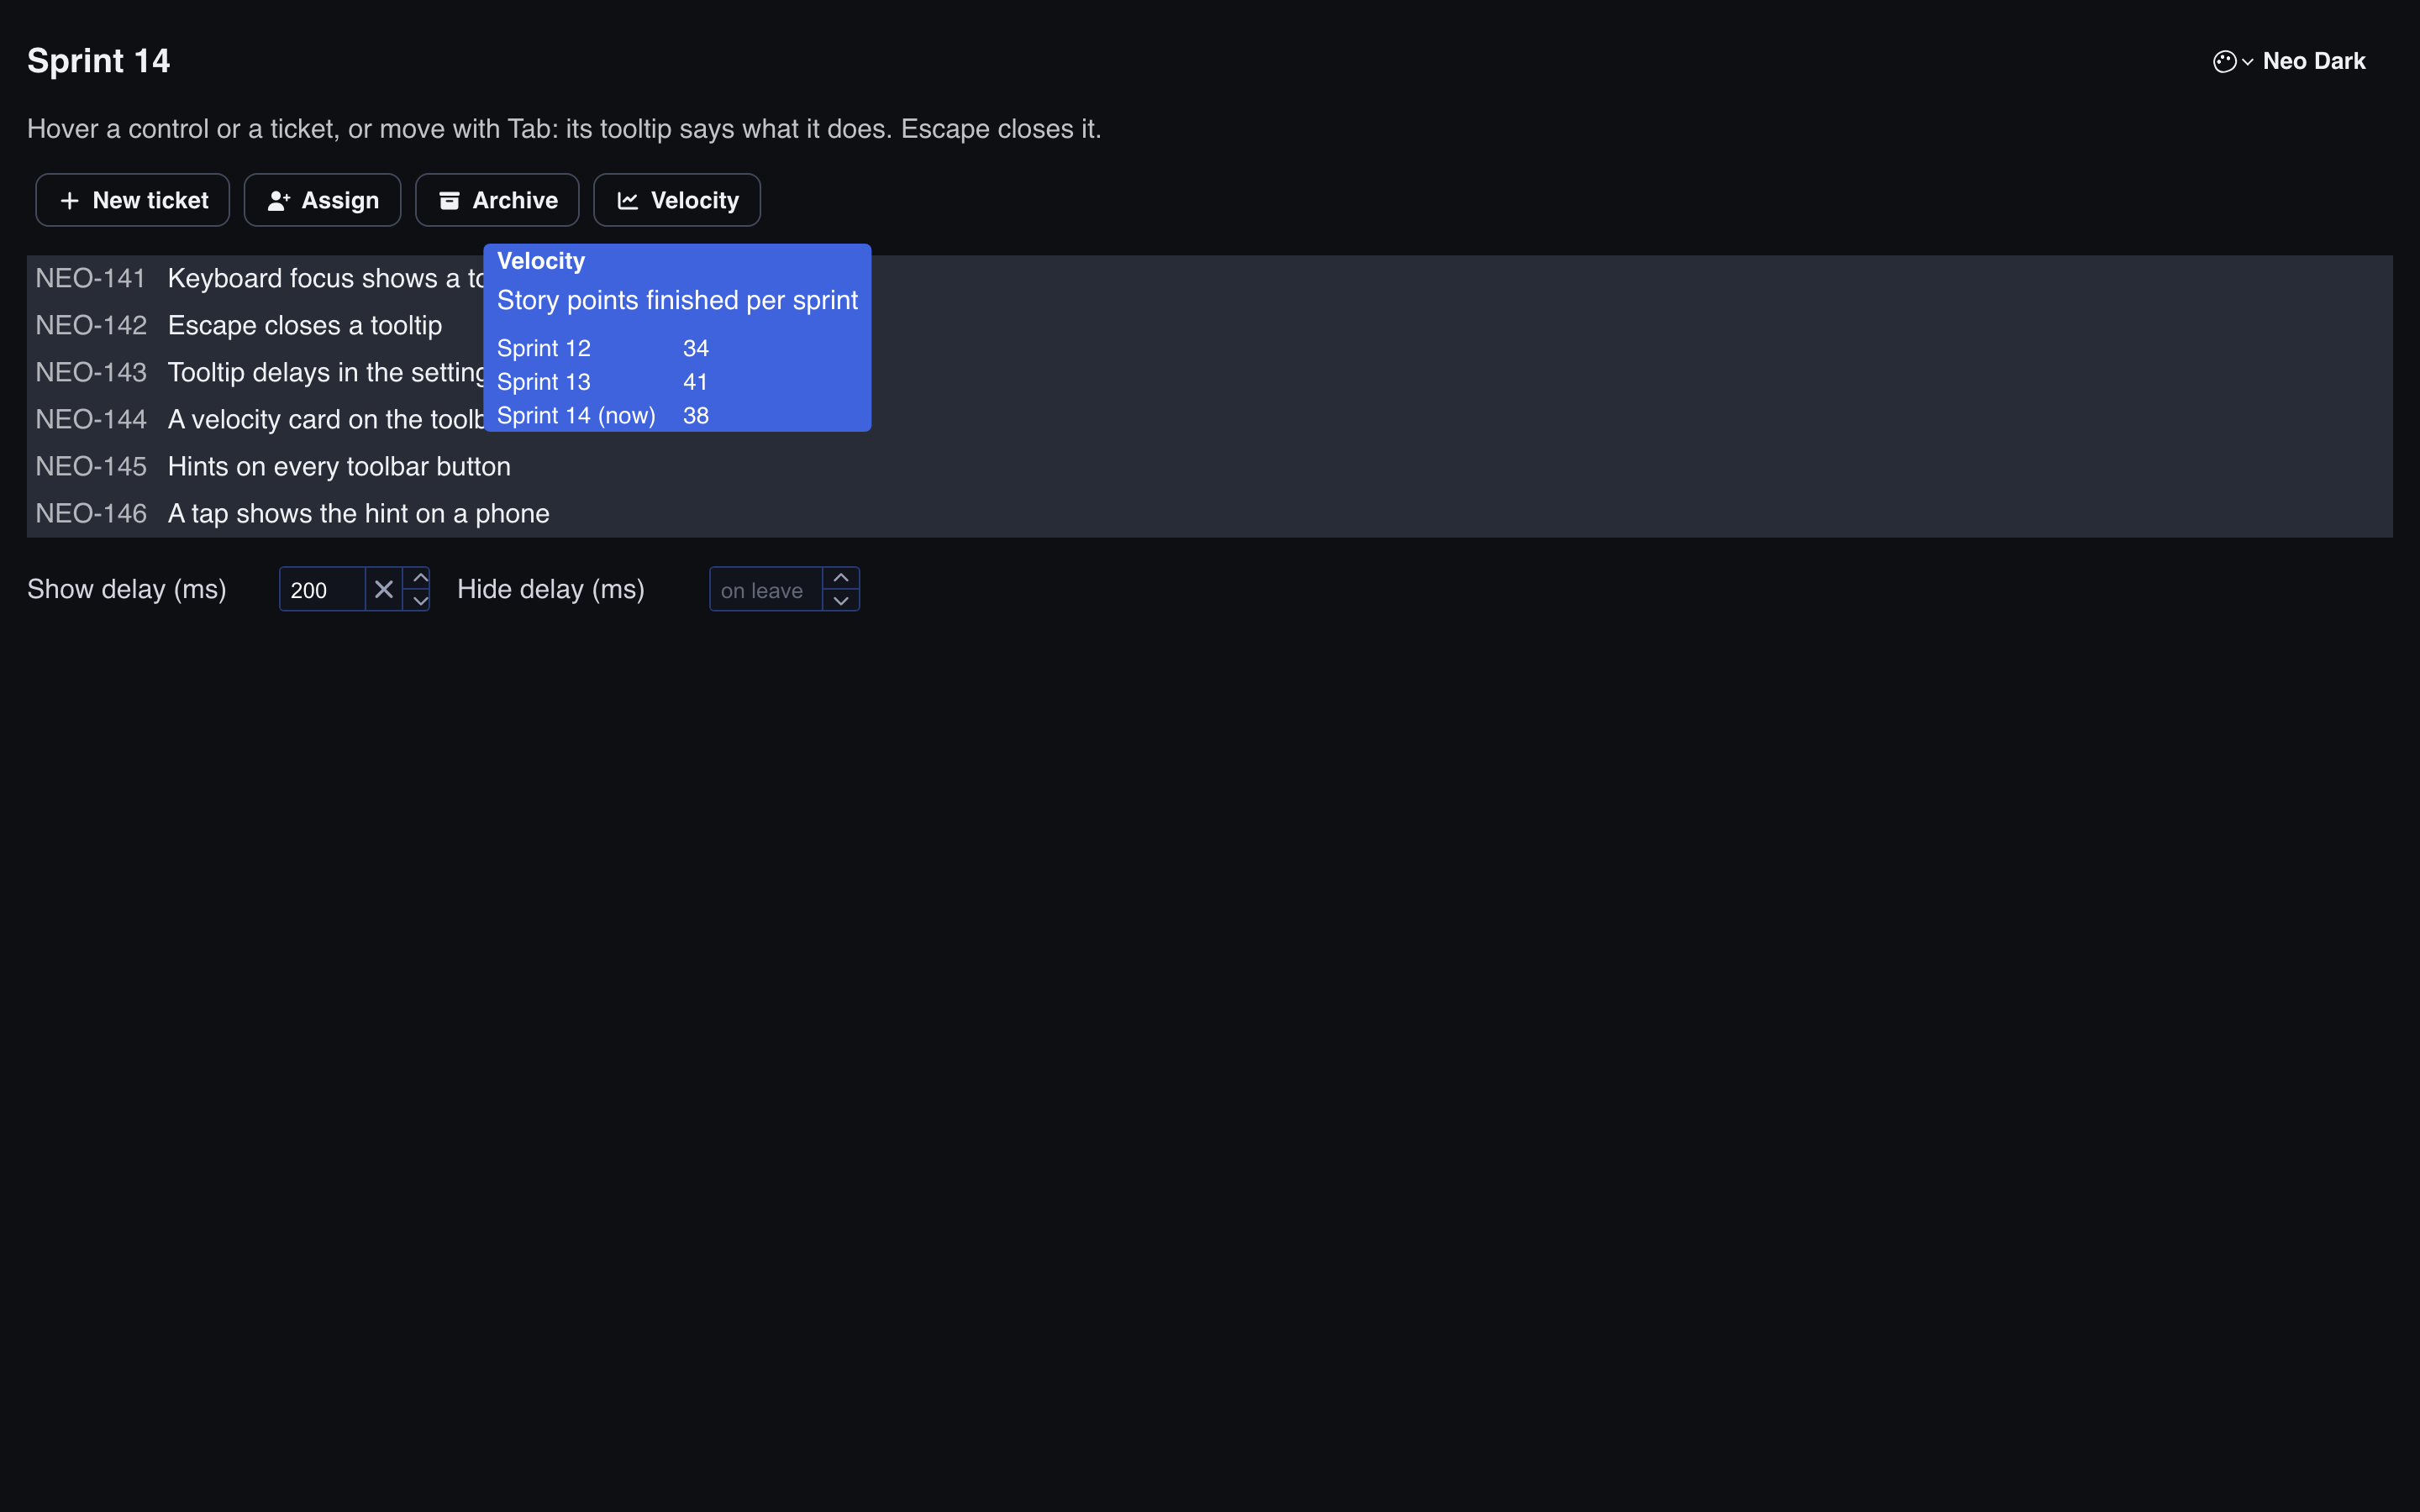 Sprint 14
Neo Dark
Hover a control or a ticket, or move with Tab: its tooltip says what it does. Escape closes it.
New ticket Assign Archive Velocity
Velocity
Story points finished per sprint
Sprint 12 34
Sprint 13 41
Sprint 14 (now) 38
NEO-141 Keyboard focus shows a
NEO-142 Escape closes a tooltip
NEO-143 Tooltip delays in the
NEO-144 A velocity card on the
NEO-145 Hints on every toolbar button
NEO-146 A tap shows the hint on a phone
Show delay (ms) 200 Hide delay (ms) on leave